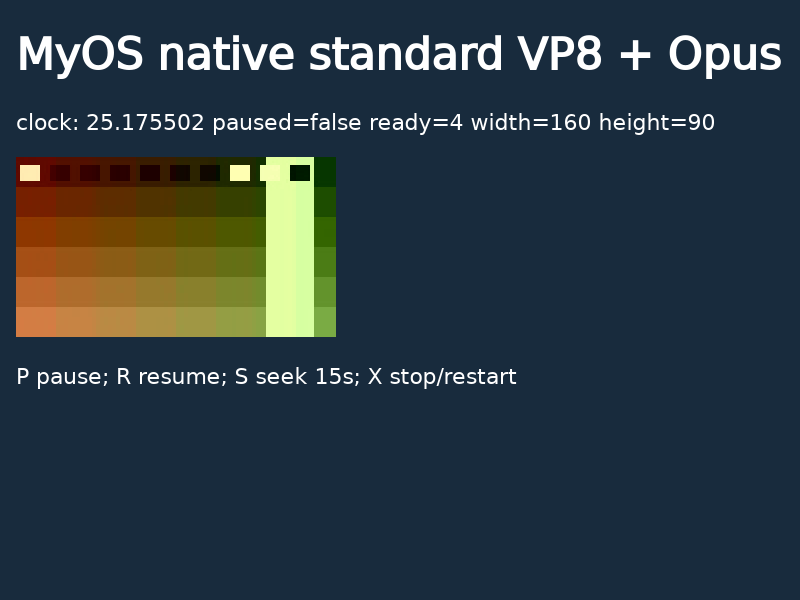 MyOS native standard VP8 + Opus
clock: 25.175502 paused=false ready=4 width=160 height=90
P pause; R resume; S seek 15s; X stop/restart